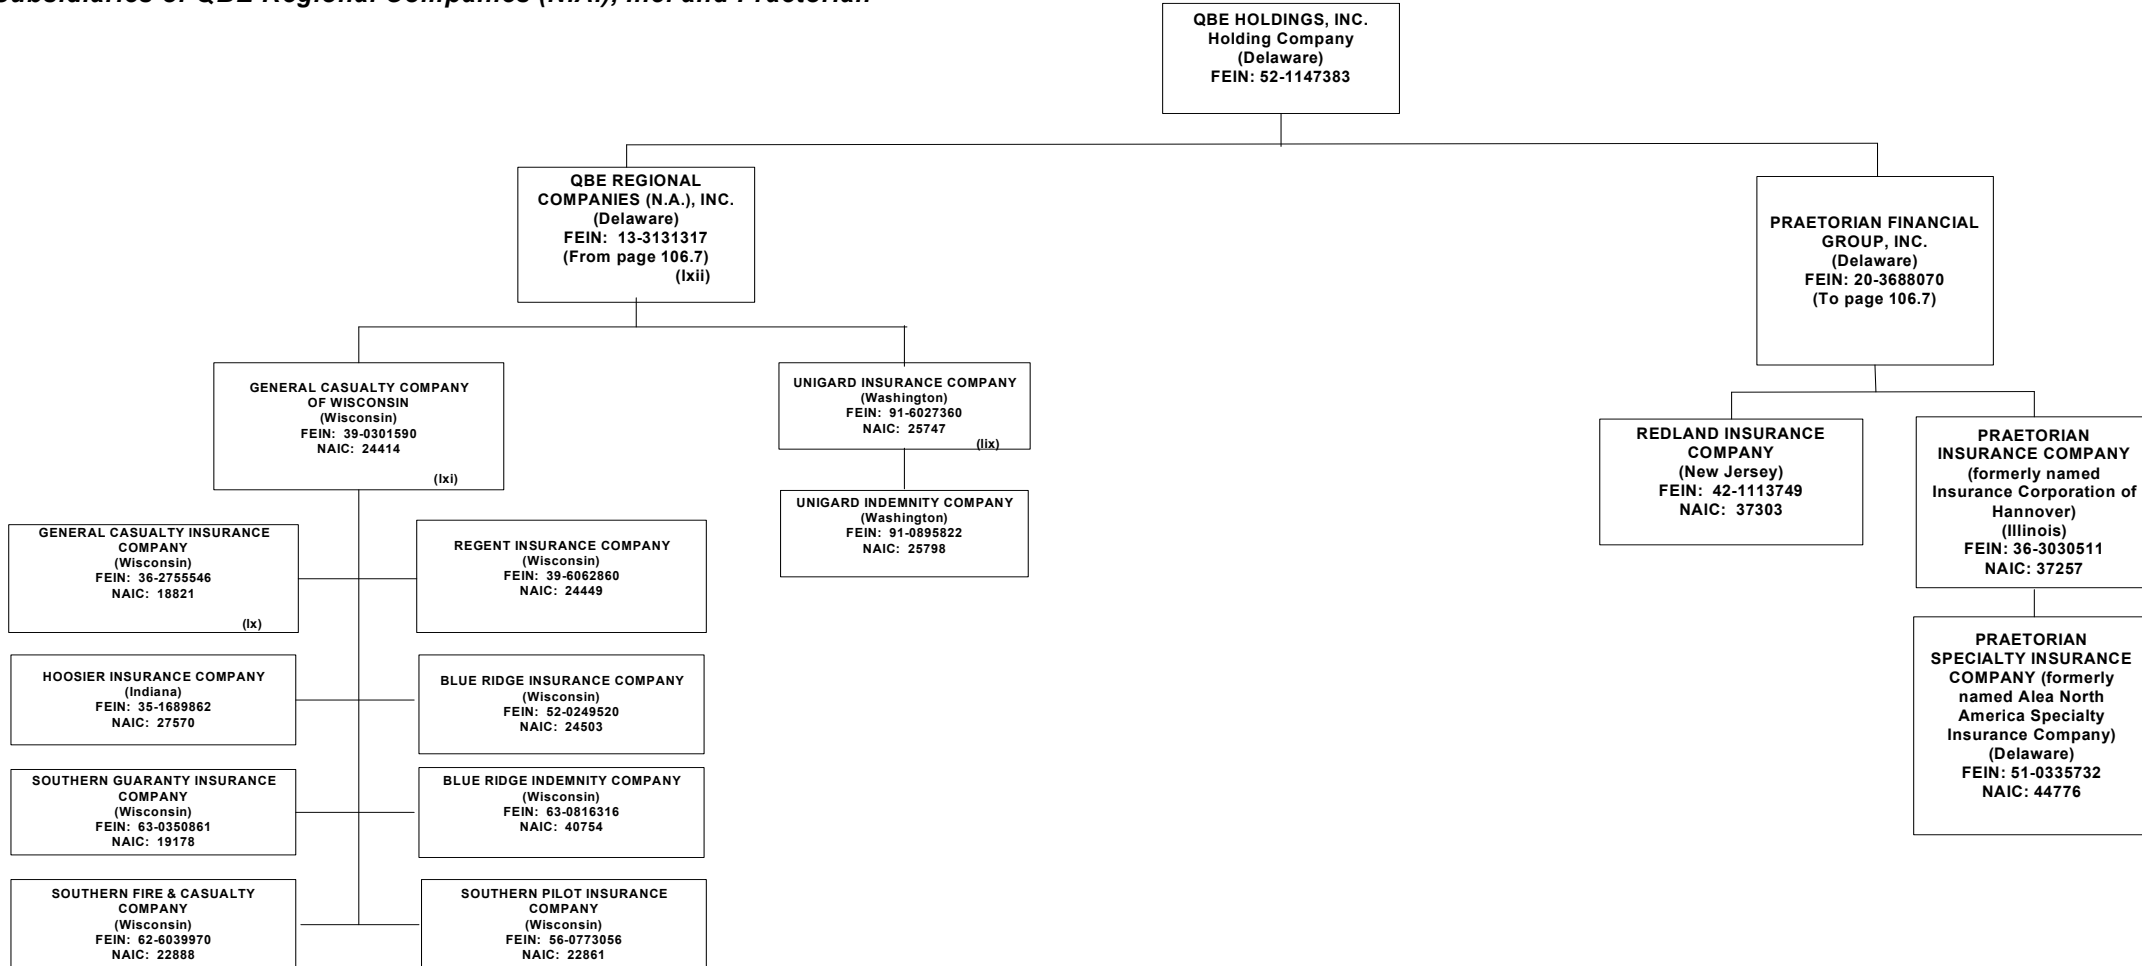 Subsidiaries of QBE Regional Companies (N.A.), Inc. and Praetorian
QBE HOLDINGS, INC.
Holding Company
(Delaware)
FEIN: 52-1147383
QBE REGIONAL
COMPANIES (N.A.), INC.
(Delaware)
FEIN: 13-3131317
(From page 106.7)
(lxii)
PRAETORIAN FINANCIAL
GROUP, INC.
(Delaware)
FEIN: 20-3688070
(To page 106.7)
GENERAL CASUALTY COMPANY
OF WISCONSIN
(Wisconsin)
FEIN: 39-0301590
NAIC: 24414
(lxi)
UNIGARD INSURANCE COMPANY
(Washington)
FEIN: 91-6027360
NAIC: 25747
(lix)
UNIGARD INDEMNITY COMPANY
(Washington)
FEIN: 91-0895822
NAIC: 25798
REDLAND INSURANCE
COMPANY
(New Jersey)
FEIN: 42-1113749
NAIC: 37303
PRAETORIAN
INSURANCE COMPANY
(formerly named
Insurance Corporation of
Hannover)
(Illinois)
FEIN: 36-3030511
NAIC: 37257
PRAETORIAN
SPECIALTY INSURANCE
COMPANY (formerly
named Alea North
America Specialty
Insurance Company)
(Delaware)
FEIN: 51-0335732
NAIC: 44776
GENERAL CASUALTY INSURANCE
COMPANY
(Wisconsin)
FEIN: 36-2755546
NAIC: 18821
(lx)
REGENT INSURANCE COMPANY
(Wisconsin)
FEIN: 39-6062860
NAIC: 24449
HOOSIER INSURANCE COMPANY
(Indiana)
FEIN: 35-1689862
NAIC: 27570
BLUE RIDGE INSURANCE COMPANY
(Wisconsin)
FEIN: 52-0249520
NAIC: 24503
SOUTHERN GUARANTY INSURANCE
COMPANY
(Wisconsin)
FEIN: 63-0350861
NAIC: 19178
BLUE RIDGE INDEMNITY COMPANY
(Wisconsin)
FEIN: 63-0816316
NAIC: 40754
SOUTHERN FIRE & CASUALTY
COMPANY
(Wisconsin)
FEIN: 62-6039970
NAIC: 22888
SOUTHERN PILOT INSURANCE
COMPANY
(Wisconsin)
FEIN: 56-0773056
NAIC: 22861